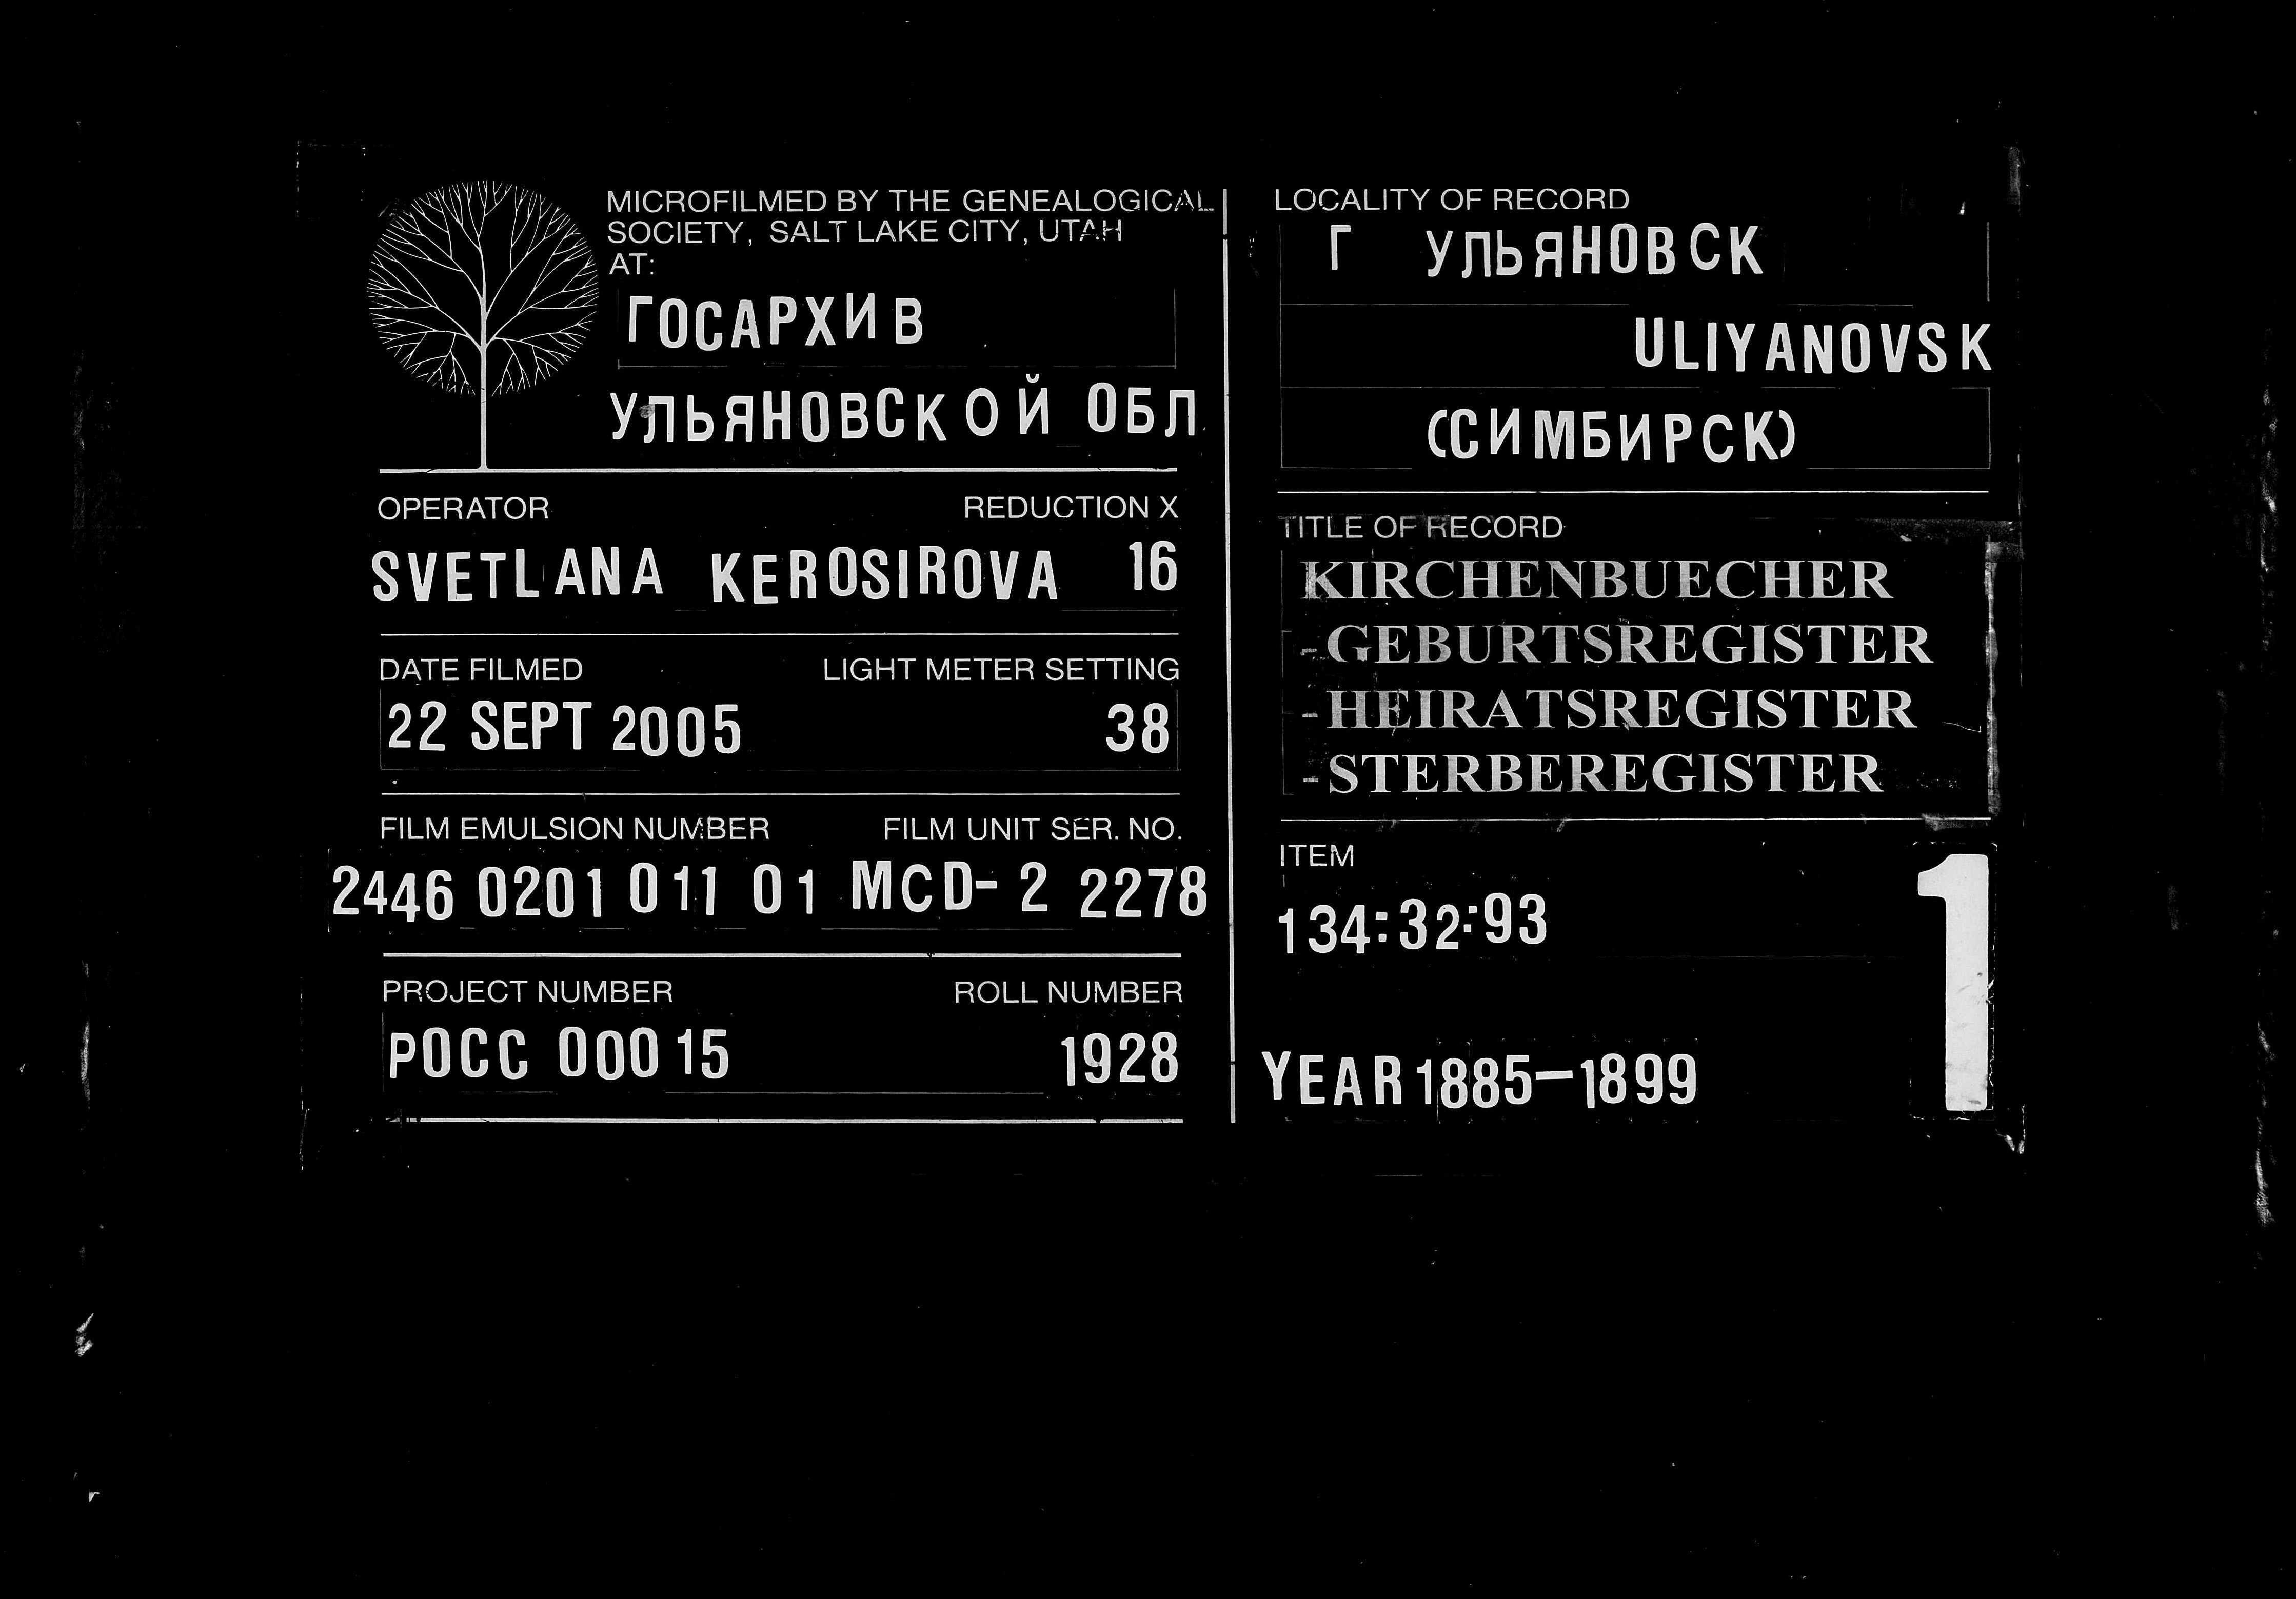 MICROFILMED BY THE GENEALOGICAL
SOCIETY, SALT LAKE CITY, UTAH
AT:
ГОСАРХИВ
УЛЬЯНОВСКОЙ ОБЛ
OPERATOR REDUCTION X
SVETLANA KEROSIROVA 16
DATE FILMED LIGHT METER SETTING
22 SEPT 2005 38
FILM EMULSION NUMBER FILM UNIT SER. NO.
2446 0201 011 01 MCD- 2 2278
PROJECT NUMBER ROLL NUMBER
РОСС 00015 1928
LOCALITY OF RECORD
Г УЛЬЯНОВСК
ULIYANOVSK
(СИМБИРСК)
TITLE OF RECORD
KIRCHENBUECHER
-GEBURTSREGISTER
-HEIRATSREGISTER
-STERBEREGISTER
ITEM
134:32:93
1
YEAR 1885-1899